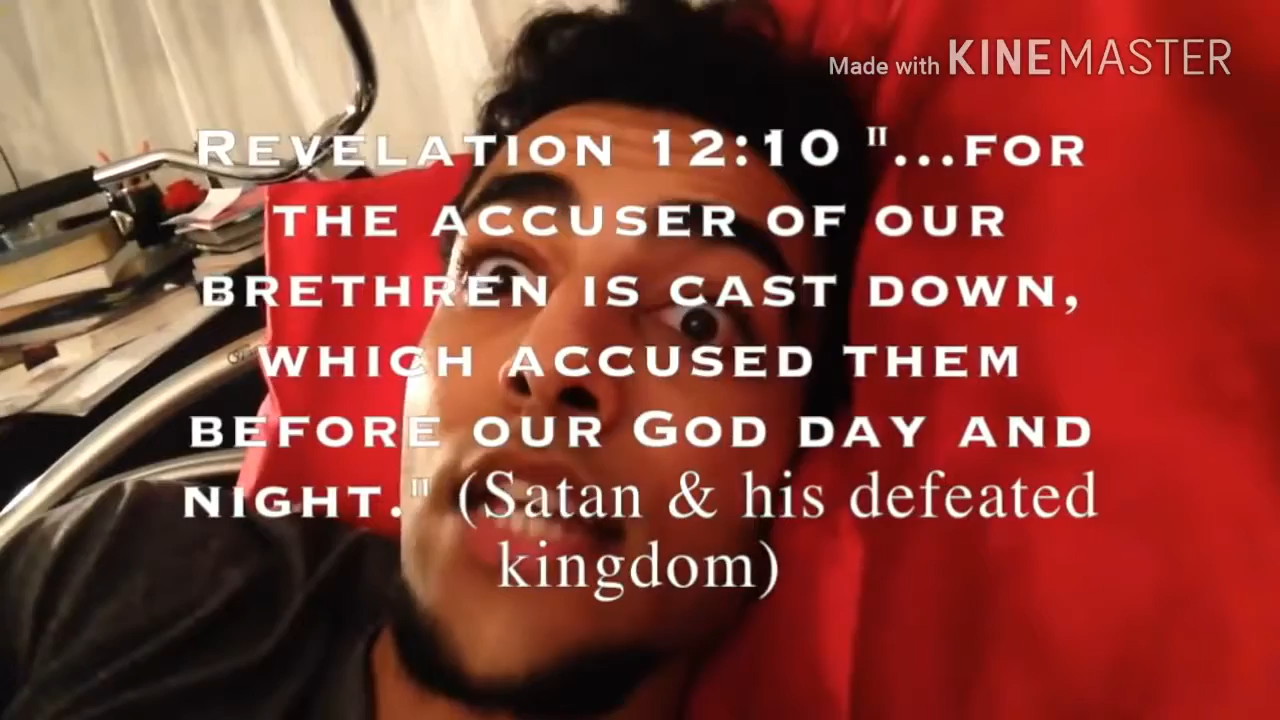 Made with KINEMASTER
REVELATION 12:10 "...FOR
THE ACCUSER OF OUR
BRETHREN IS CAST DOWN,
WHICH ACCUSED THEM
BEFORE OUR GOD DAY AND
NIGHT." (Satan & his defeated
kingdom)